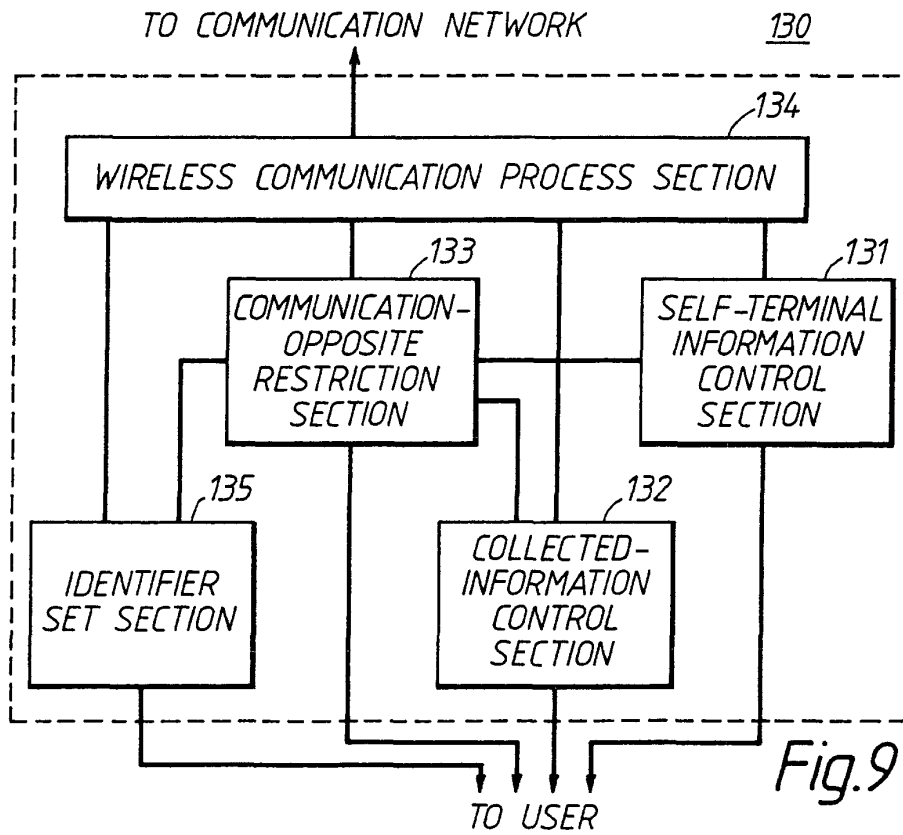 TO COMMUNICATION NETWORK
130
134
WIRELESS COMMUNICATION PROCESS SECTION
133
COMMUNICATION-
OPPOSITE
RESTRICTION
SECTION
131
SELF-TERMINAL
INFORMATION
CONTROL
SECTION
135
IDENTIFIER
SET SECTION
132
COLLECTED-
INFORMATION
CONTROL
SECTION
TO USER
Fig.9